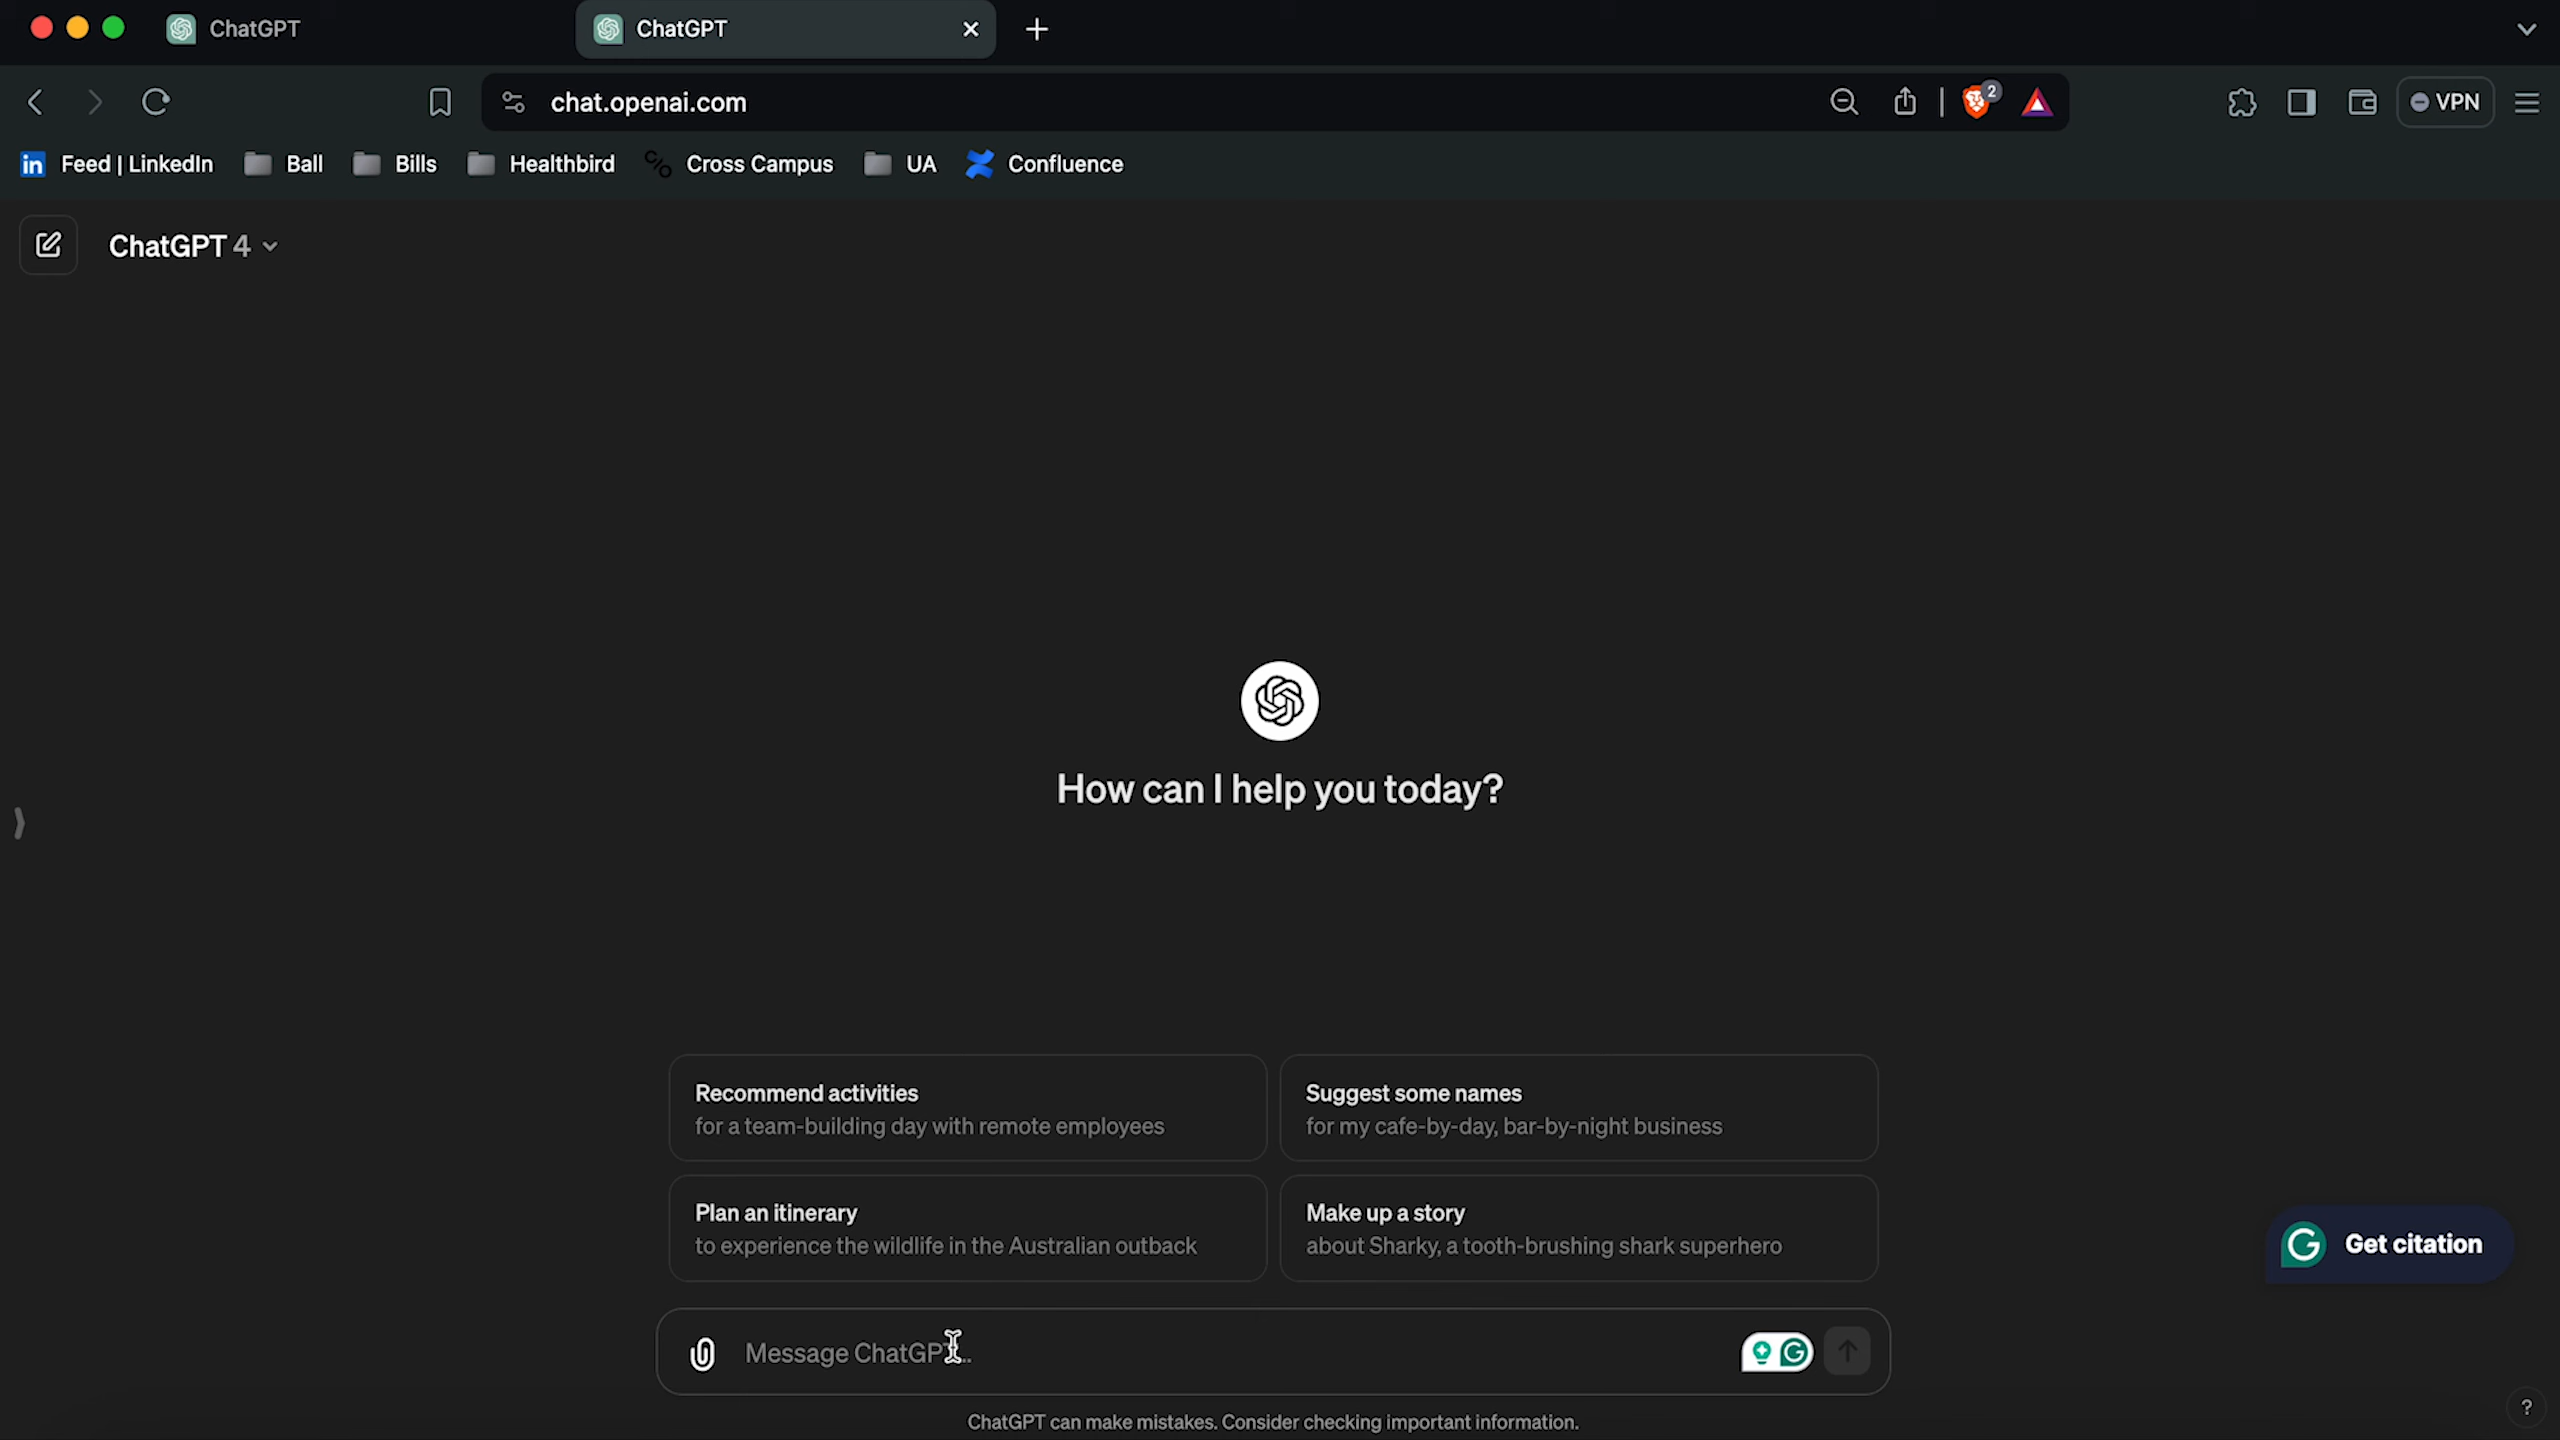 ChatGPT
ChatGPT
chat.openai.com
2
VPN
in Feed | LinkedIn
Ball
Bills
Healthbird
C/O Cross Campus
UA
Confluence
ChatGPT 4
How can I help you today?
Recommend activities
for a team-building day with remote employees
Suggest some names
for my cafe-by-day, bar-by-night business
Plan an itinerary
to experience the wildlife in the Australian outback
Make up a story
about Sharky, a tooth-brushing shark superhero
G Get citation
Message ChatGPT...
G
ChatGPT can make mistakes. Consider checking important information.
?